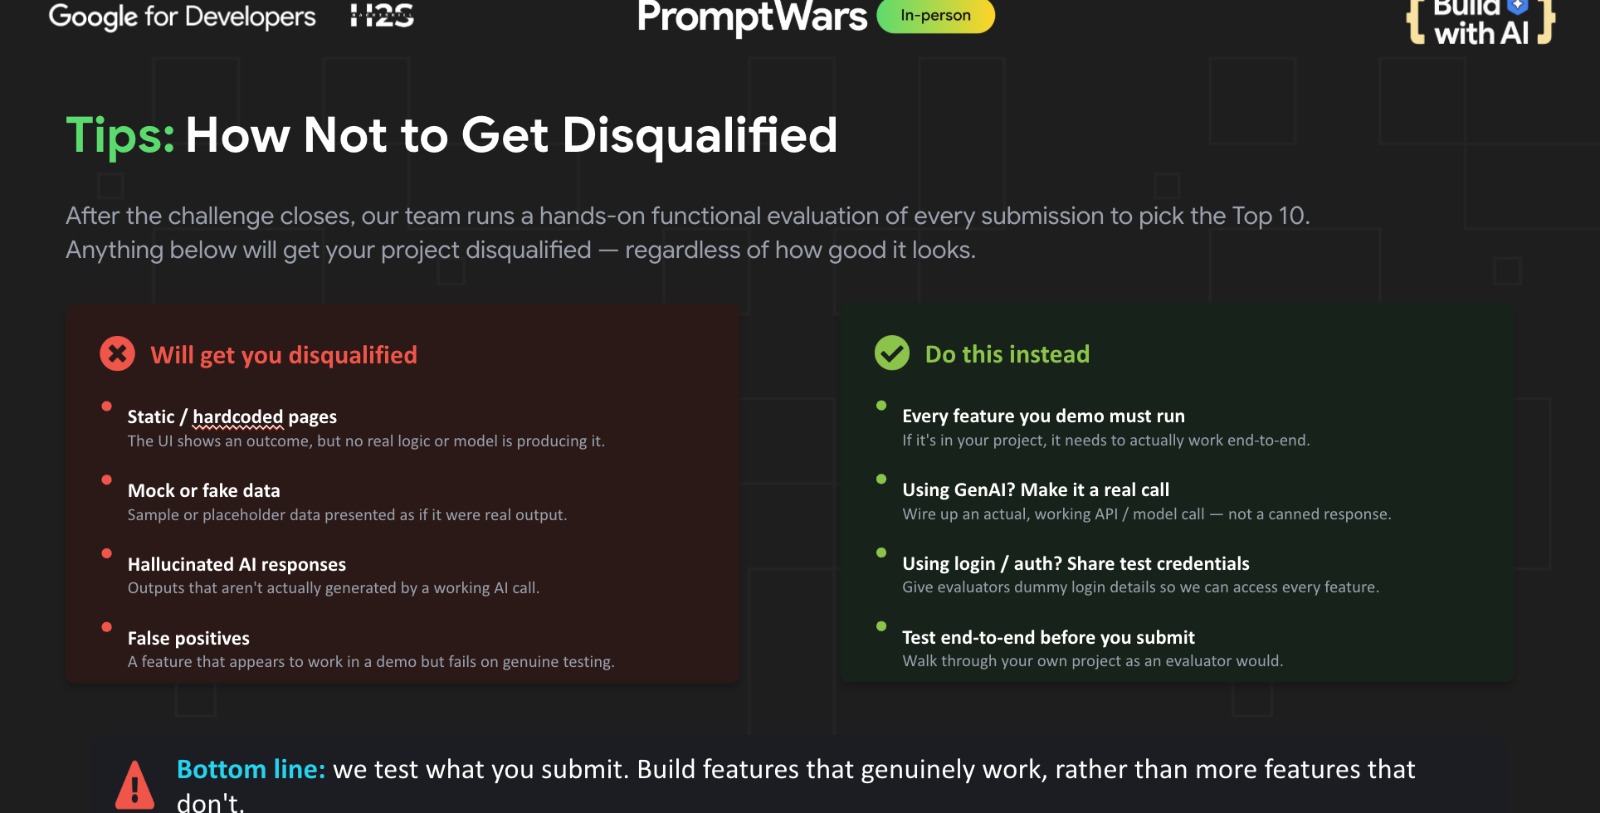 Google for Developers H2S PromptWars In-person Build with AI
Tips: How Not to Get Disqualified
After the challenge closes, our team runs a hands-on functional evaluation of every submission to pick the Top 10.
Anything below will get your project disqualified — regardless of how good it looks.
Will get you disqualified
Static / hardcoded pages
The UI shows an outcome, but no real logic or model is producing it.
Mock or fake data
Sample or placeholder data presented as if it were real output.
Hallucinated AI responses
Outputs that aren't actually generated by a working AI call.
False positives
A feature that appears to work in a demo but fails on genuine testing.
Do this instead
Every feature you demo must run
If it's in your project, it needs to actually work end-to-end.
Using GenAI? Make it a real call
Wire up an actual, working API / model call — not a canned response.
Using login / auth? Share test credentials
Give evaluators dummy login details so we can access every feature.
Test end-to-end before you submit
Walk through your own project as an evaluator would.
Bottom line: we test what you submit. Build features that genuinely work, rather than more features that
don't.